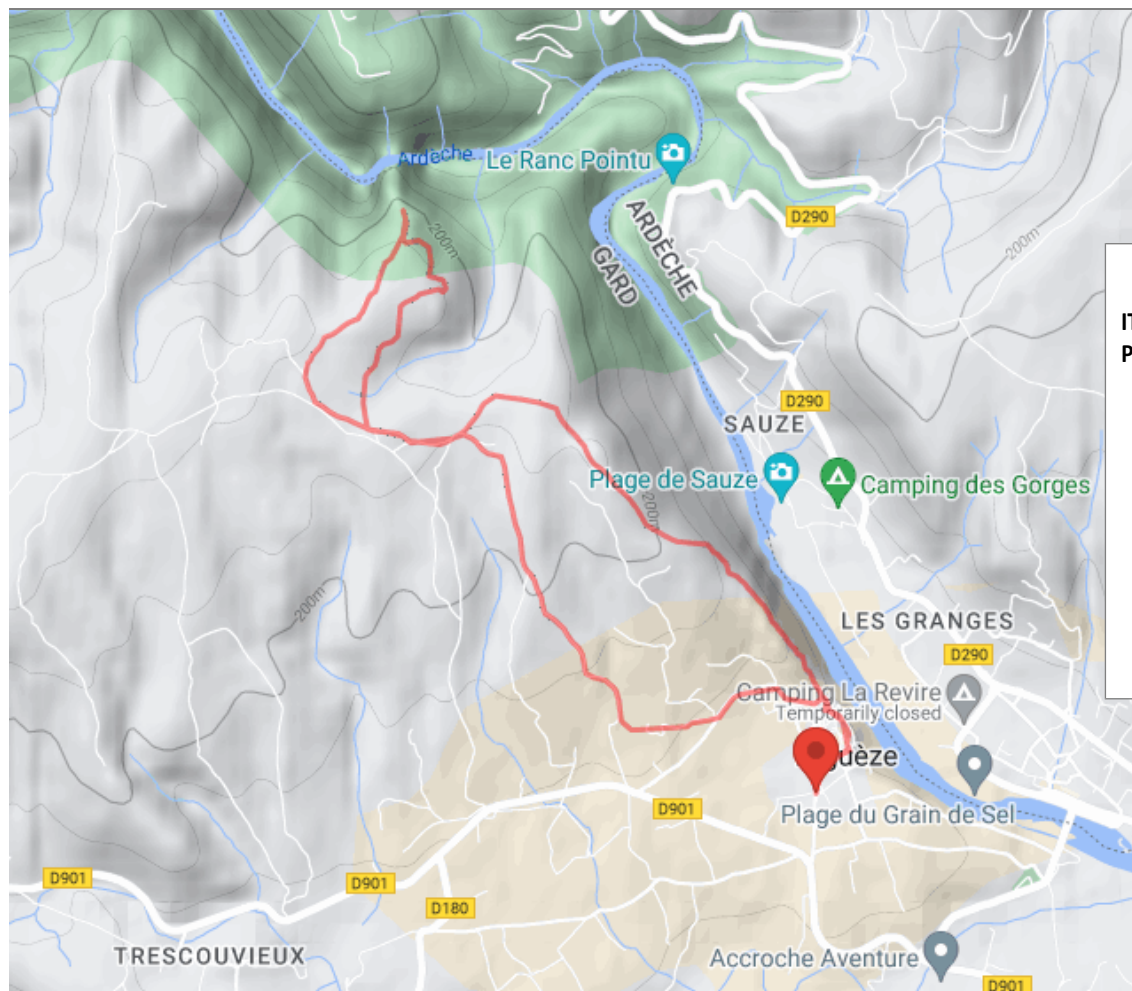 Ardèche
Le Ranc Pointu
D290
ARDÈCHE
GARD
200m
200m
D290
SAUZE
Plage de Sauze
Camping des Gorges
200m
200m
LES GRANGES
D290
Camping La Revire
Temporarily closed
guèze
Plage du Grain de Sel
D901
D901
D901
D180
TRESCOUVIEUX
Accroche Aventure
D901
IT
P